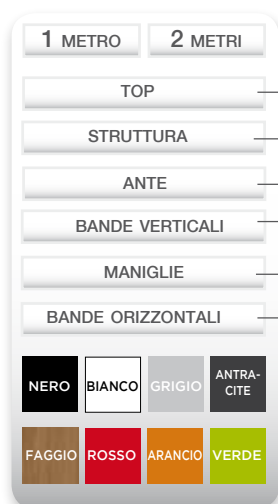 1 METRO 2 METRI
TOP
STRUTTURA
ANTE
BANDE VERTICALI
MANIGLIE
BANDE ORIZZONTALI
NERO BIANCO GRIGIO ANTRA-
CITE
FAGGIO ROSSO ARANCIO VERDE